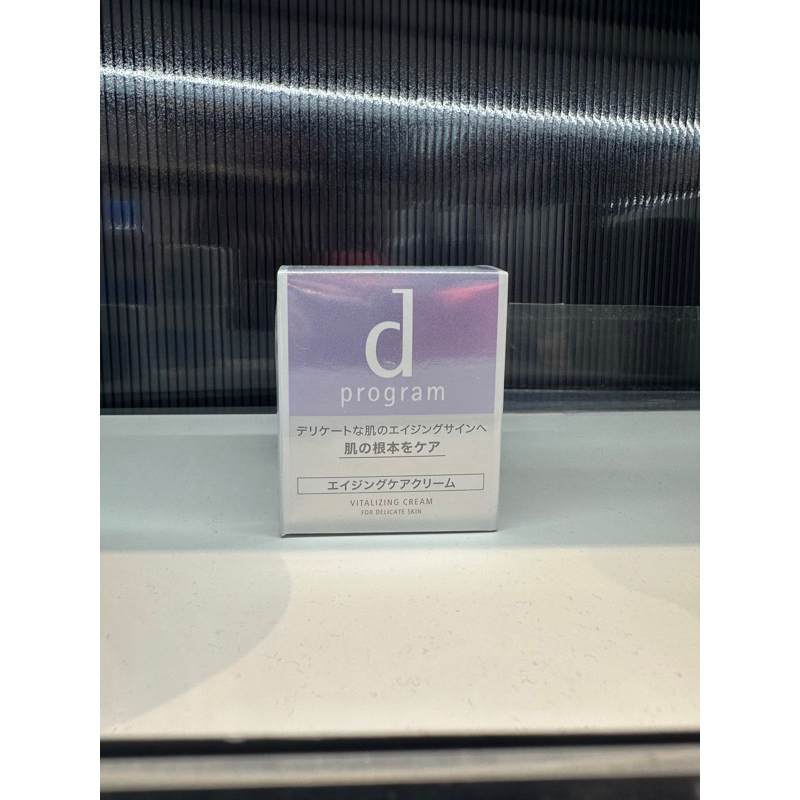 d
program
デリケートな肌のエイジングサインへ
肌の根本をケア
エイジングケアクリーム
VITALIZING CREAM
FOR DELICATE SKIN